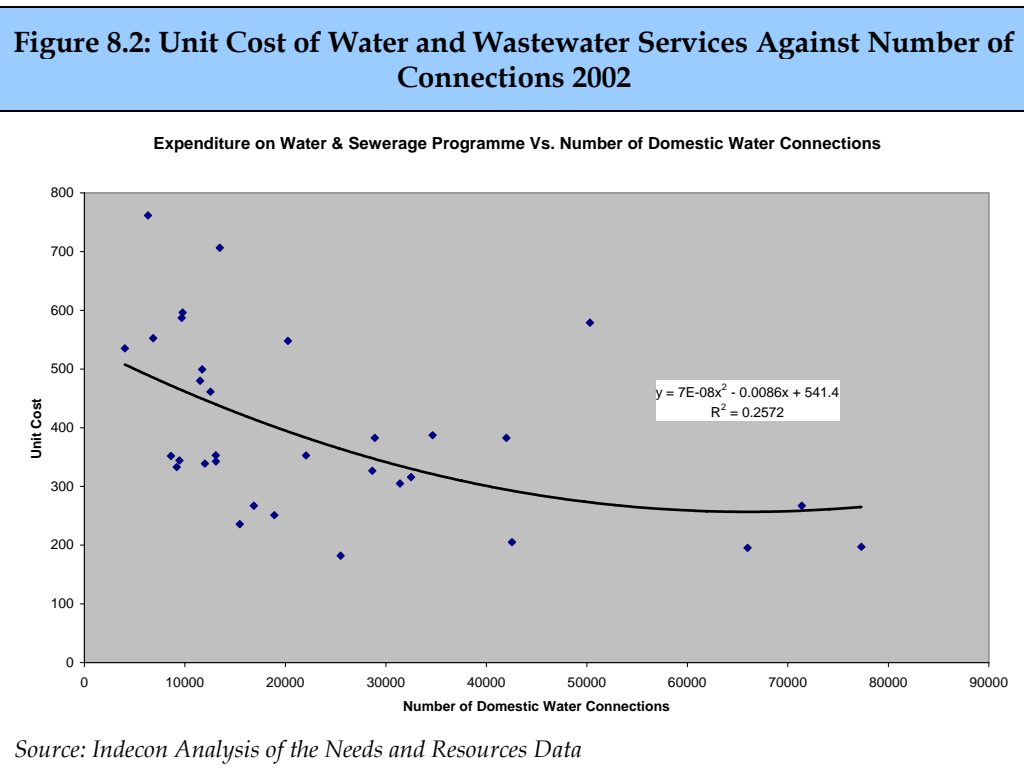 Figure 8.2: Unit Cost of Water and Wastewater Services Against Number of
Connections 2002
Expenditure on Water & Sewerage Programme Vs. Number of Domestic Water Connections
800
700
600
500
400
300
200
100
0
Unit Cost
y = 7E-08x² - 0.0086x + 541.4
R² = 0.2572
0 10000 20000 30000 40000 50000 60000 70000 80000 90000
Number of Domestic Water Connections
Source: Indecon Analysis of the Needs and Resources Data